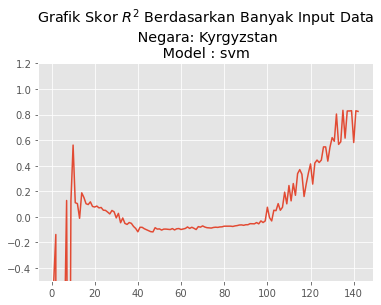 Grafik Skor R² Berdasarkan Banyak Input Data
Negara: Kyrgyzstan
Model : svm
1.2
1.0
0.8
0.6
0.4
0.2
0.0
−0.2
−0.4
0 20 40 60 80 100 120 140